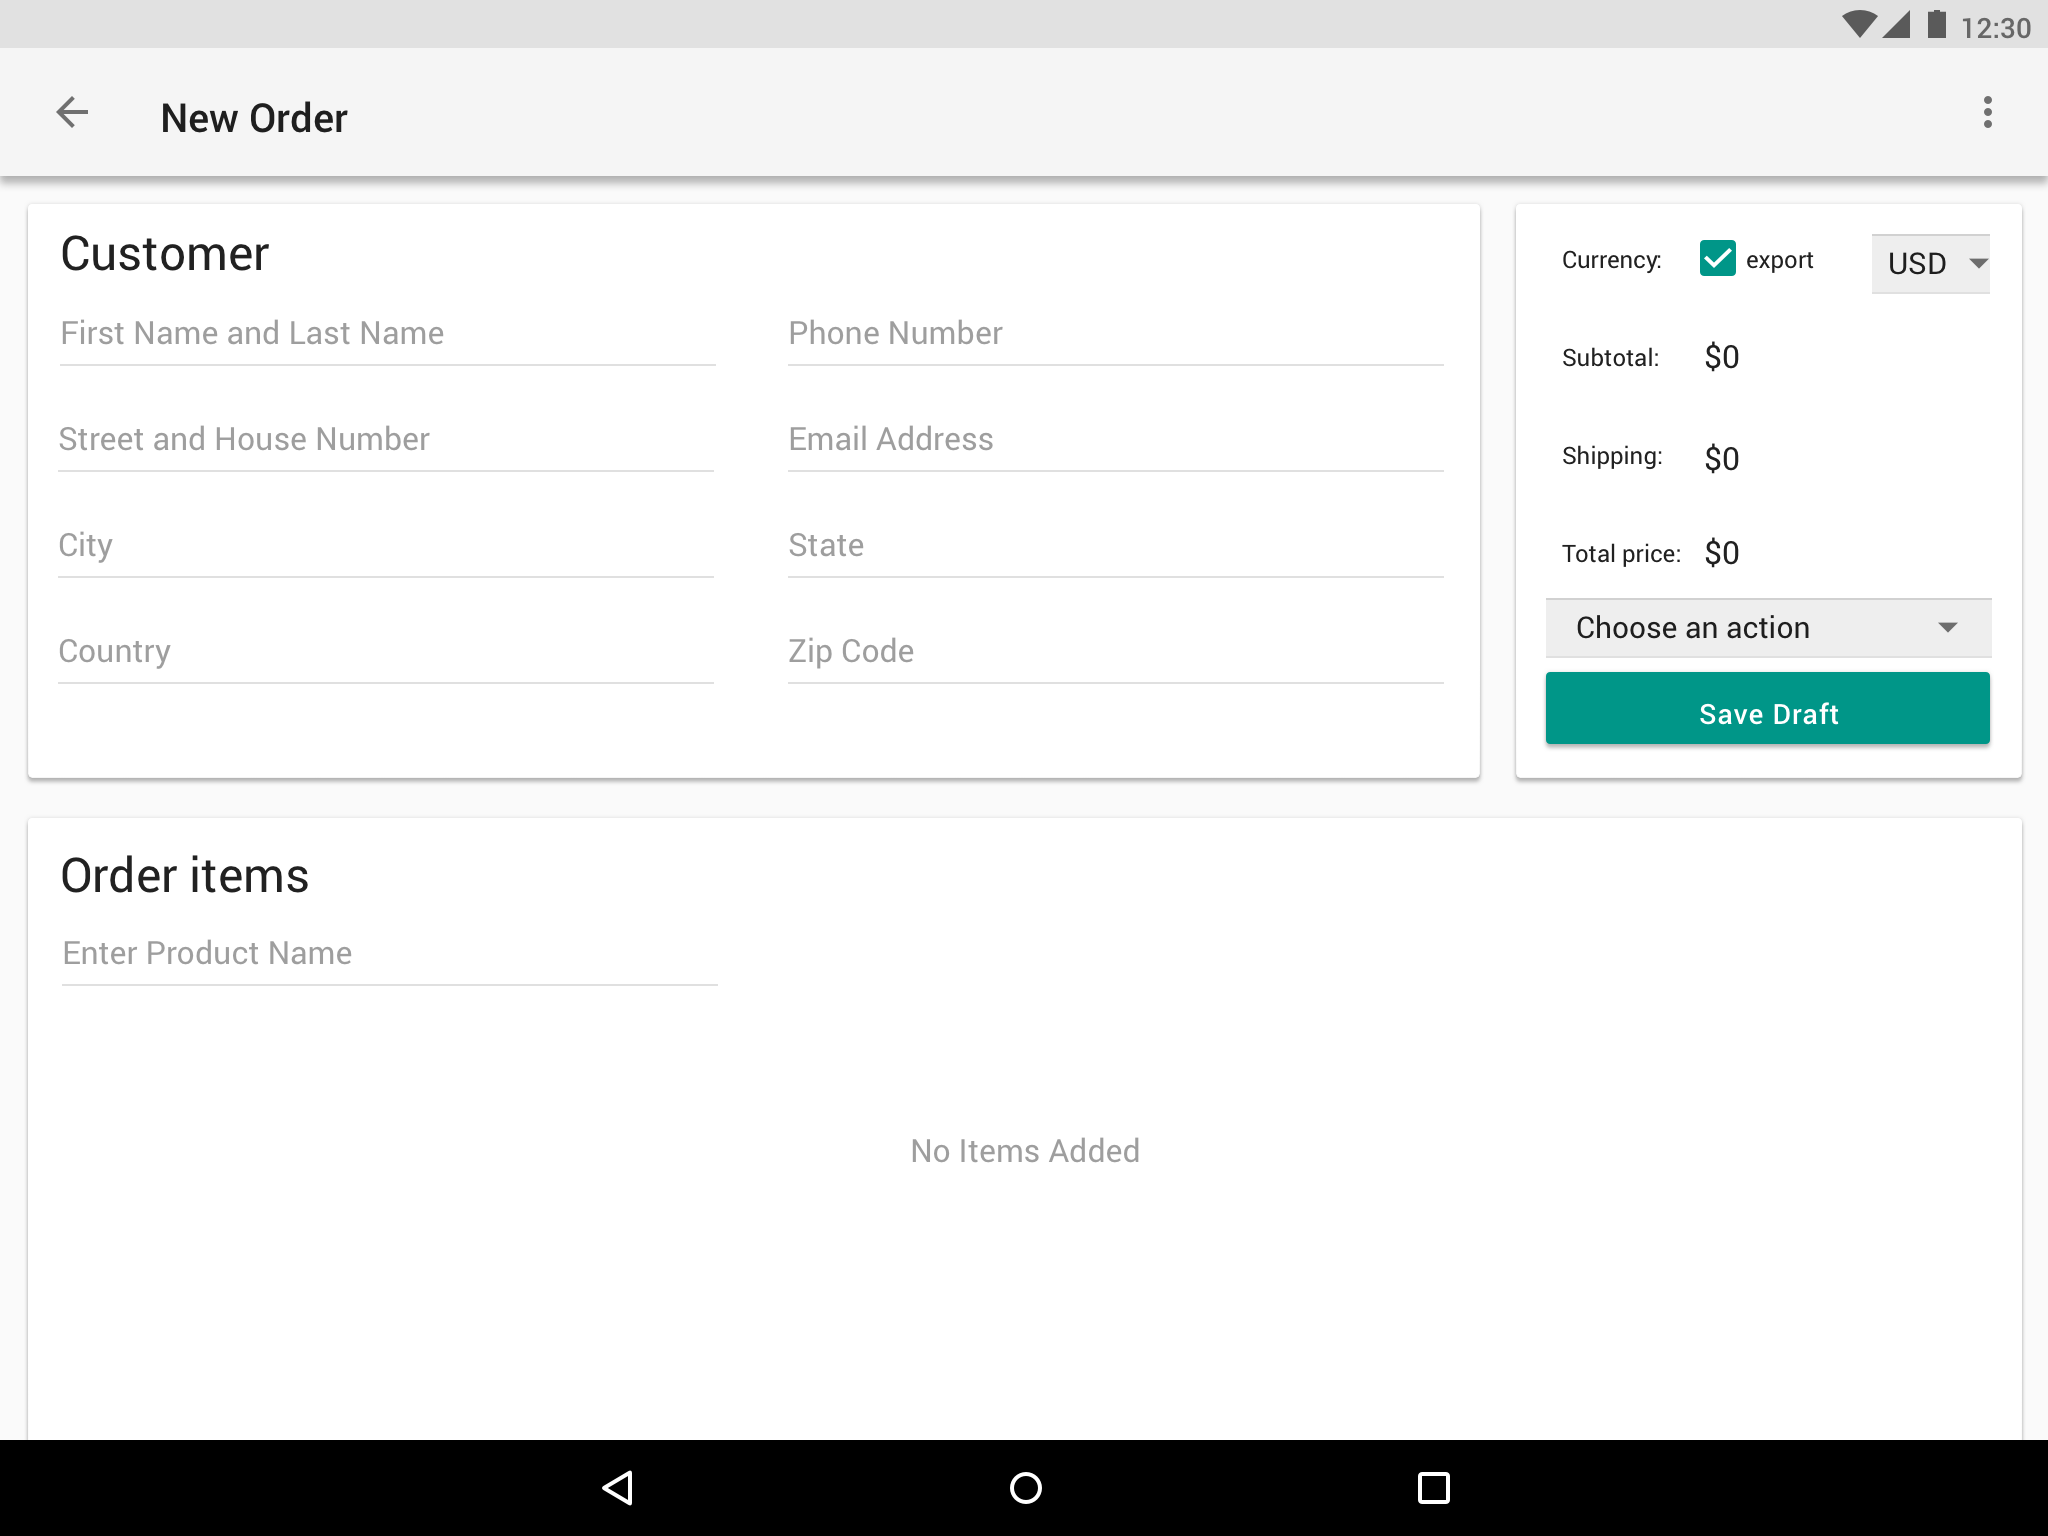 12:30
New Order
Customer
First Name and Last Name
Phone Number
Street and House Number
Email Address
City
State
Country
Zip Code
Currency:
export
USD
Subtotal: $0
Shipping: $0
Total price: $0
Choose an action
Save Draft
Order items
Enter Product Name
No Items Added